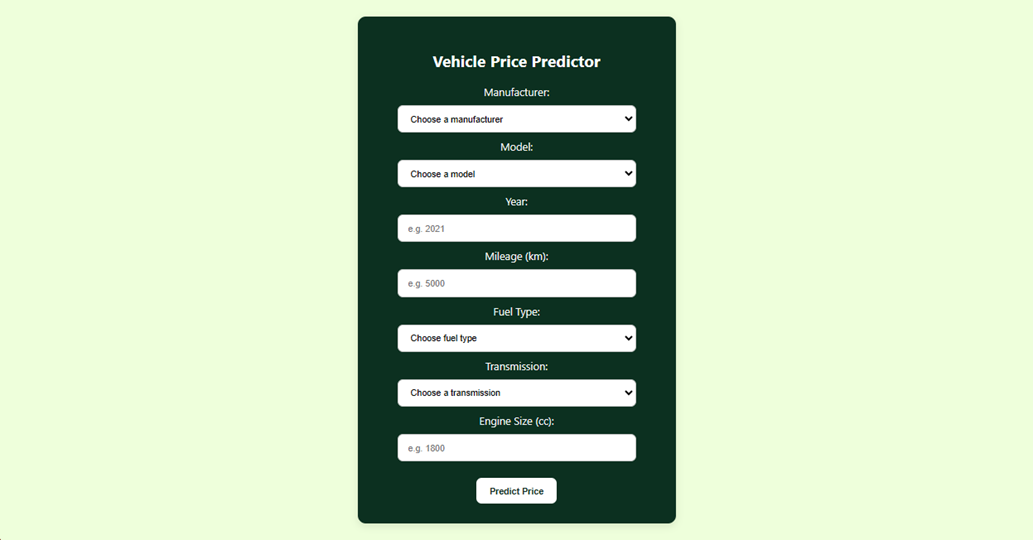 Vehicle Price Predictor
Manufacturer:
Choose a manufacturer
Model:
Choose a model
Year:
e.g. 2021
Mileage (km):
e.g. 5000
Fuel Type:
Choose fuel type
Transmission:
Choose a transmission
Engine Size (cc):
e.g. 1800
Predict Price